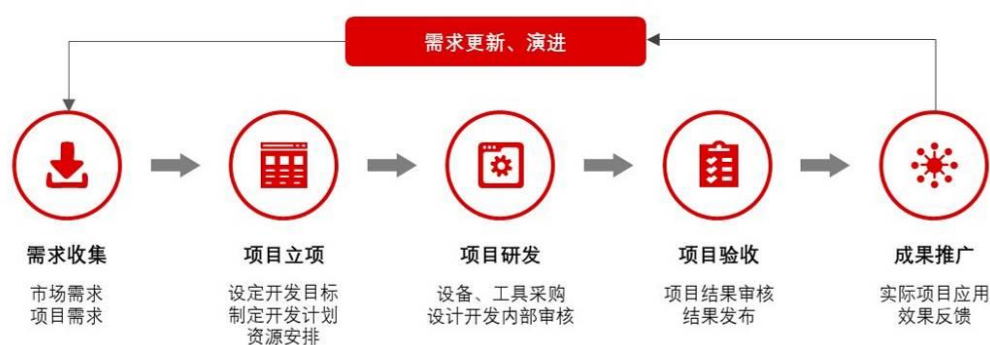 需求更新、演进
需求收集
市场需求
项目需求
项目立项
设定开发目标
制定开发计划
资源安排
项目研发
设备、工具采购
设计开发内部审核
项目验收
项目结果审核
结果发布
成果推广
实际项目应用
效果反馈